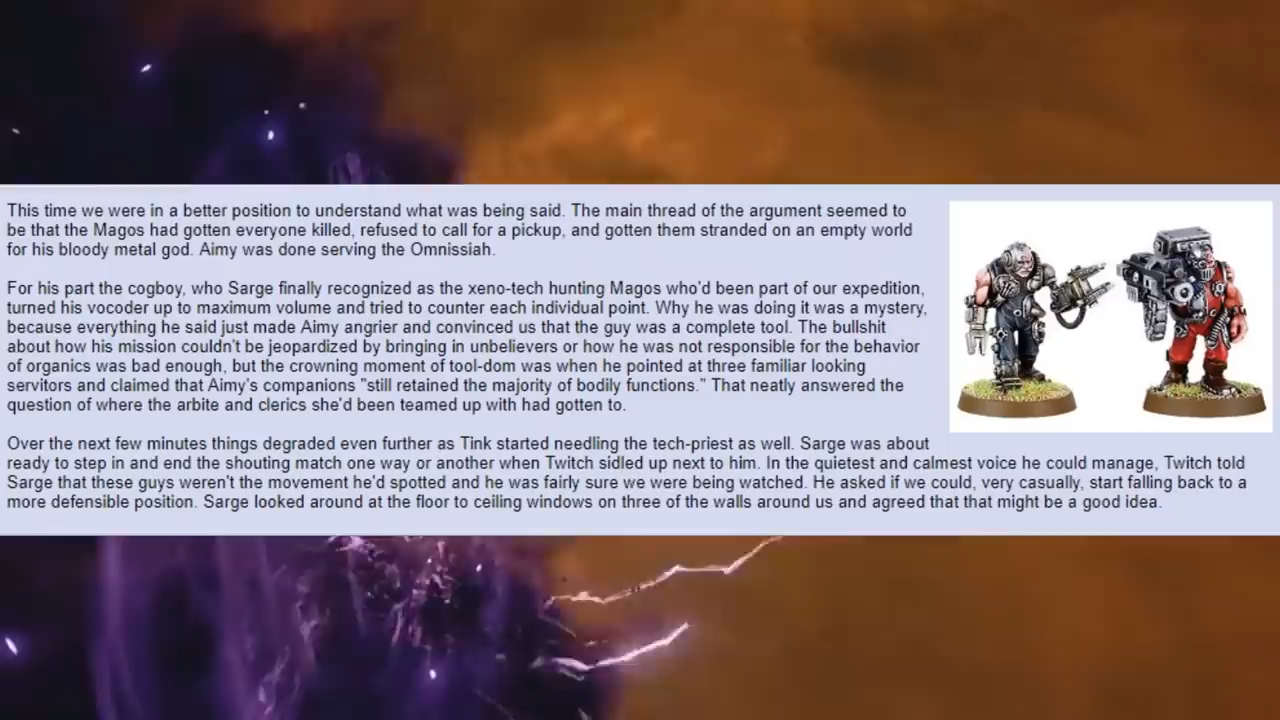 This time we were in a better position to understand what was being said. The main thread of the argument seemed to
be that the Magos had gotten everyone killed, refused to call for a pickup, and gotten them stranded on an empty world
for his bloody metal god. Aimy was done serving the Omnissiah.
For his part the cogboy, who Sarge finally recognized as the xeno-tech hunting Magos who'd been part of our expedition,
turned his vocoder up to maximum volume and tried to counter each individual point. Why he was doing it was a mystery,
because everything he said just made Aimy angrier and convinced us that the guy was a complete tool. The bullshit
about how his mission couldn't be jeopardized by bringing in unbelievers or how he was not responsible for the behavior
of organics was bad enough, but the crowning moment of tool-dom was when he pointed at three familiar looking
servitors and claimed that Aimy's companions "still retained the majority of bodily functions." That neatly answered the
question of where the arbite and clerics she'd been teamed up with had gotten to.
Over the next few minutes things degraded even further as Tink started needling the tech-priest as well. Sarge was about
ready to step in and end the shouting match one way or another when Twitch sidled up next to him. In the quietest and calmest voice he could manage, Twitch told
Sarge that these guys weren't the movement he'd spotted and he was fairly sure we were being watched. He asked if we could, very casually, start falling back to a
more defensible position. Sarge looked around at the floor to ceiling windows on three of the walls around us and agreed that that might be a good idea.